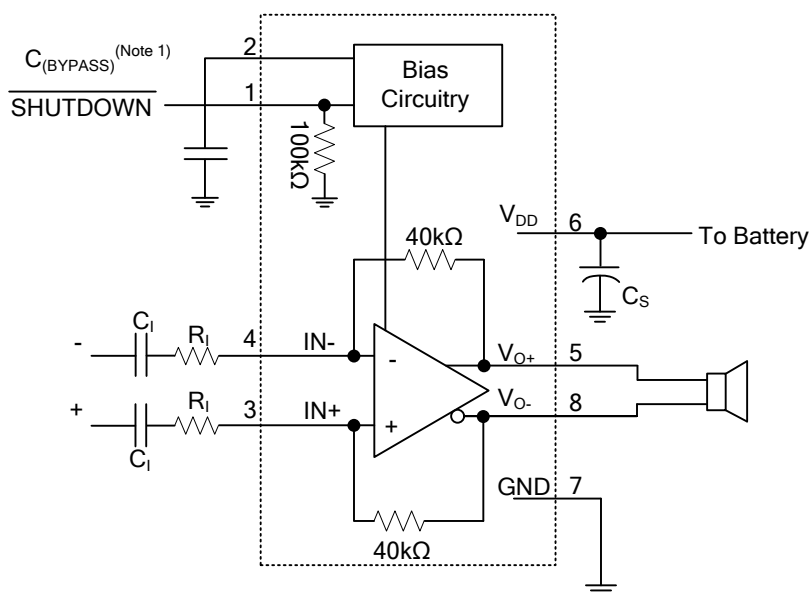 C(BYPASS)(Note 1)
2
Bias
Circuitry
SHUTDOWN
1
100kΩ
VDD
6
To Battery
40kΩ
CS
-
CI
RI
4
IN-
-
VO+
5
+
CI
RI
3
IN+
+
VO-
8
GND
7
40kΩ